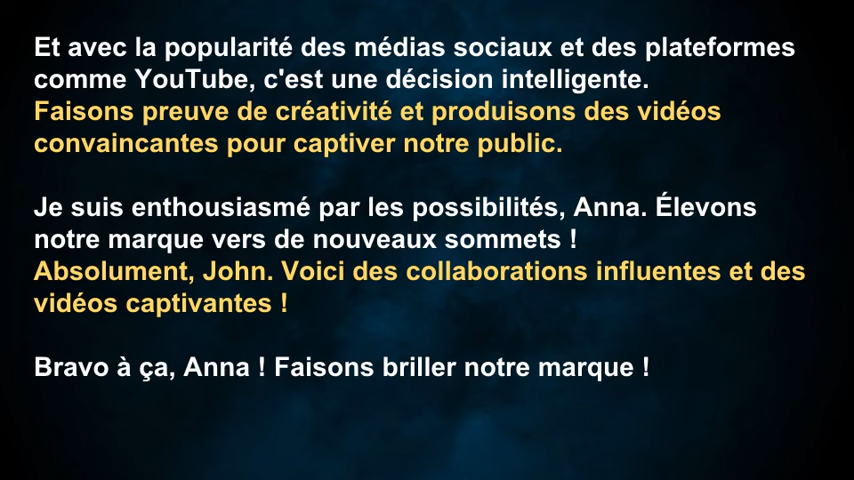 Et avec la popularité des médias sociaux et des plateformes
comme YouTube, c'est une décision intelligente.
Faisons preuve de créativité et produisons des vidéos
convaincantes pour captiver notre public.
Je suis enthousiasmé par les possibilités, Anna. Élevons
notre marque vers de nouveaux sommets !
Absolument, John. Voici des collaborations influentes et des
vidéos captivantes !
Bravo à ça, Anna ! Faisons briller notre marque !